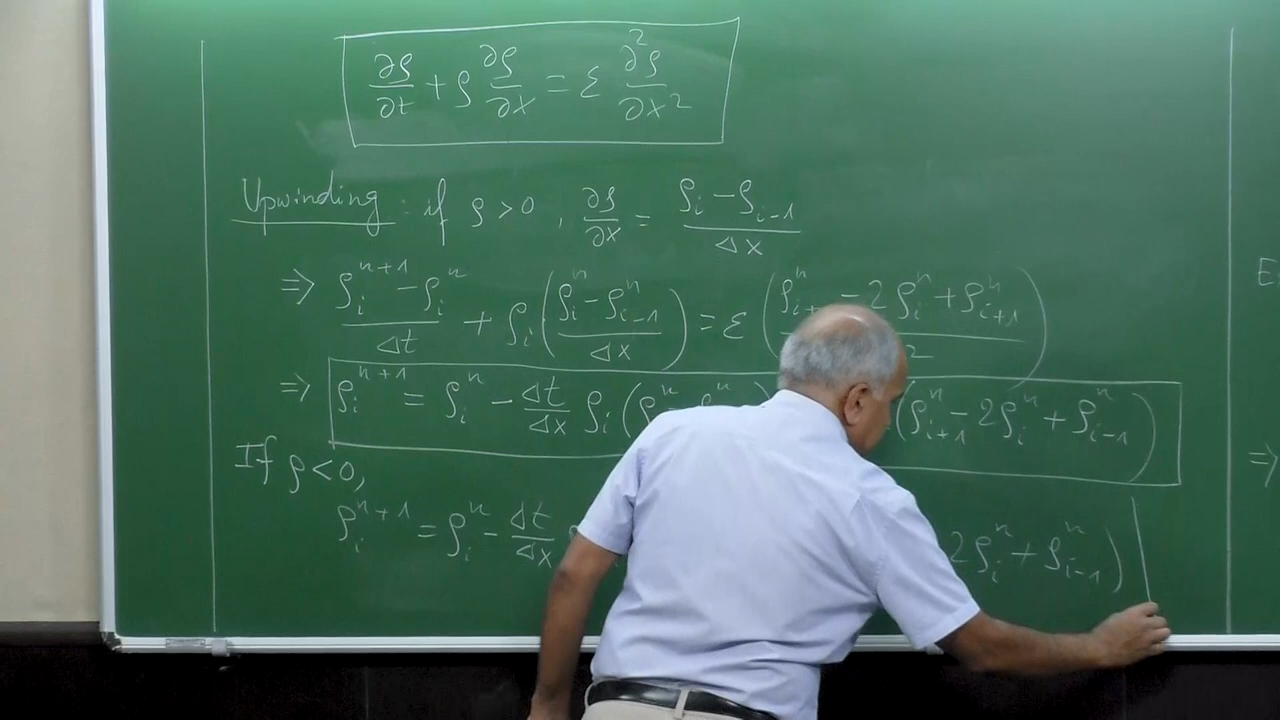 ∂ρ/∂t + ρ ∂ρ/∂x = ε ∂²ρ/∂x²
Upwinding : if ρ > 0 , ∂ρ/∂x = (ρ_i − ρ_{i-1})/Δx
⇒ (ρ_i^{n+1} − ρ_i^n)/Δt + ρ_i ((ρ_i^n − ρ_{i-1}^n)/Δx) = ε (ρ_{i+}^n − 2ρ_i^n + ρ_{i+1}^n / ^2)
⇒ ρ_i^{n+1} = ρ_i^n − Δt/Δx ρ_i (ρ^n (ρ_{i+1}^n − 2ρ_i^n + ρ_{i-1}^n)
If ρ < 0,
ρ_i^{n+1} = ρ_i^n − Δt/Δx 2ρ_i^n + ρ_{i-1}^n)
⇒